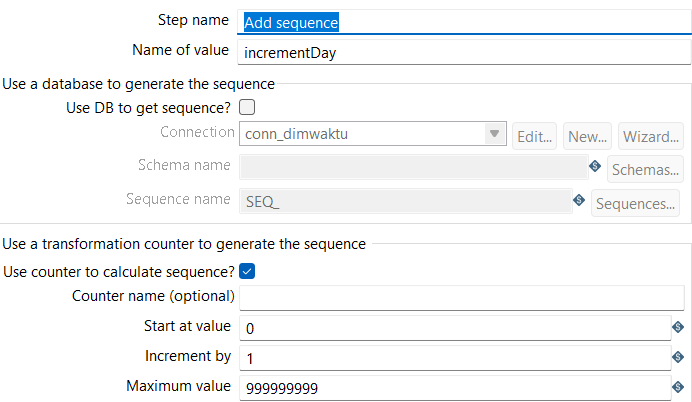 Step name Add sequence
Name of value incrementDay
Use a database to generate the sequence
Use DB to get sequence?
Connection conn_dimwaktu Edit... New... Wizard...
Schema name Schemas...
Sequence name SEQ_ Sequences...
Use a transformation counter to generate the sequence
Use counter to calculate sequence?
Counter name (optional)
Start at value 0
Increment by 1
Maximum value 999999999